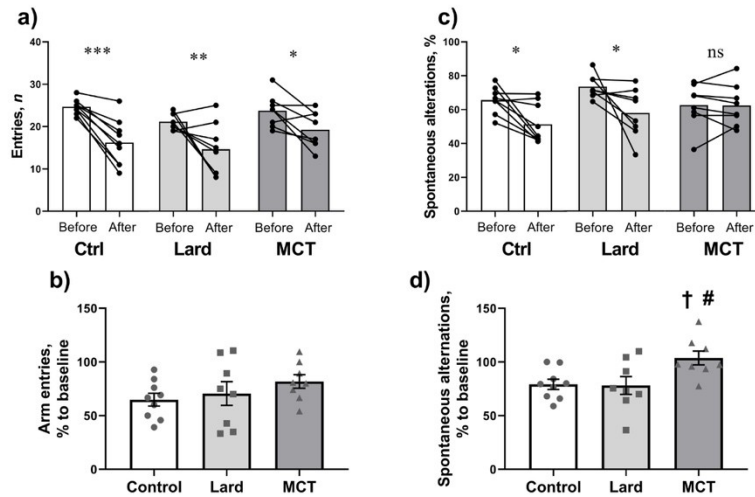 a)
Entries, n
40
30
20
10
0
***
**
*
Before After Before After Before After
Ctrl Lard MCT
c)
Spontaneous alterations, %
100
80
60
40
20
0
*
*
ns
Before After Before After Before After
Ctrl Lard MCT
b)
Arm entries,
% to baseline
150
100
50
0
Control Lard MCT
d)
Spontaneous alternations,
% to baseline
150
100
50
0
† #
Control Lard MCT